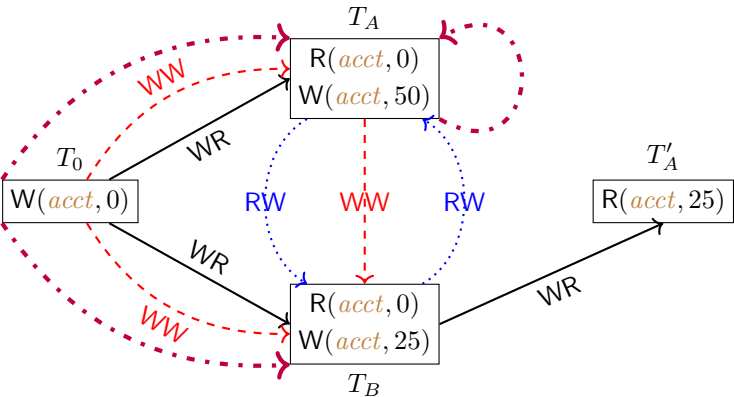 T_A
R(acct, 0)
W(acct, 50)
WW
WR
T_0
W(acct, 0)
T'_A
R(acct, 25)
RW
WW
RW
WR
WW
WR
R(acct, 0)
W(acct, 25)
T_B